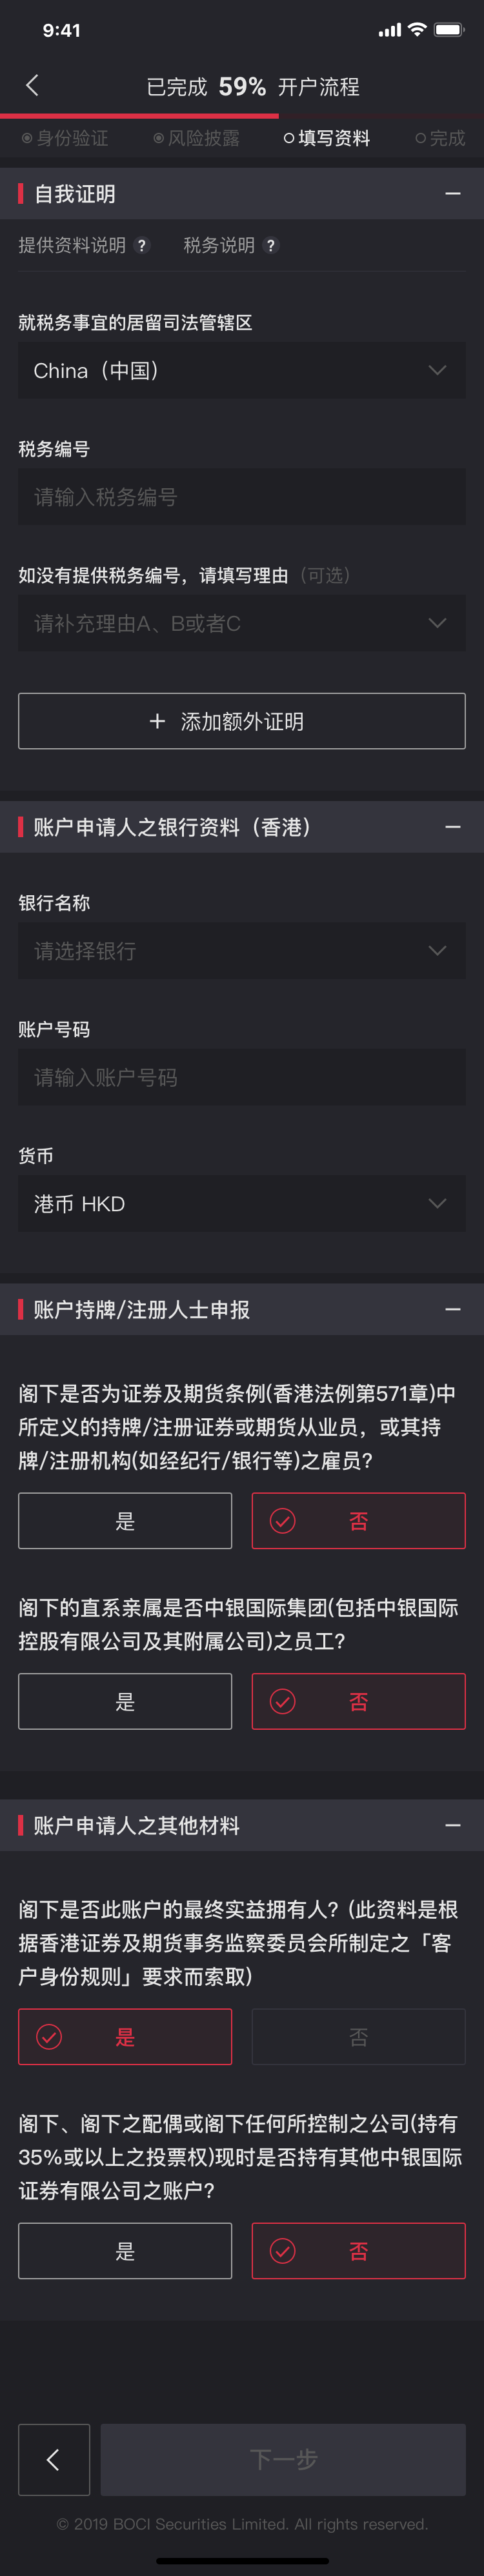 9:41
已完成 59% 开户流程
身份验证 风险披露 填写资料 完成
自我证明
提供资料说明 ? 税务说明 ?
就税务事宜的居留司法管辖区
China（中国）
税务编号
请输入税务编号
如没有提供税务编号，请填写理由（可选）
请补充理由A、B或者C
+ 添加额外证明
账户申请人之银行资料（香港）
银行名称
请选择银行
账户号码
请输入账户号码
货币
港币 HKD
账户持牌/注册人士申报
阁下是否为证券及期货条例(香港法例第571章)中
所定义的持牌/注册证券或期货从业员，或其持
牌/注册机构(如经纪行/银行等)之雇员?
是 否
阁下的直系亲属是否中银国际集团(包括中银国际
控股有限公司及其附属公司)之员工?
是 否
账户申请人之其他材料
阁下是否此账户的最终实益拥有人?（此资料是根
据香港证券及期货事务监察委员会所制定之「客
户身份规则」要求而索取）
是 否
阁下、阁下之配偶或阁下任何所控制之公司(持有
35%或以上之投票权)现时是否持有其他中银国际
证券有限公司之账户?
是 否
下一步
© 2019 BOCI Securities Limited. All rights reserved.